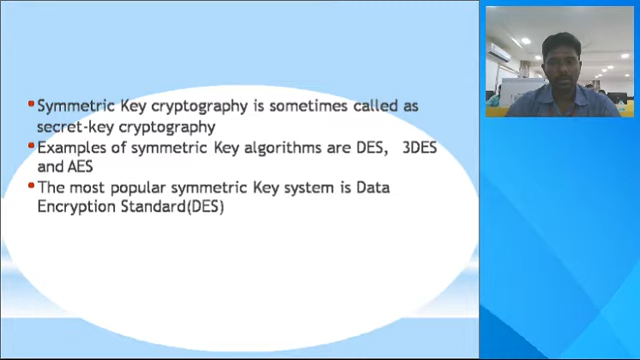 Symmetric Key cryptography is sometimes called as
secret-key cryptography
Examples of symmetric Key algorithms are DES, 3DES
and AES
The most popular symmetric Key system is Data
Encryption Standard(DES)